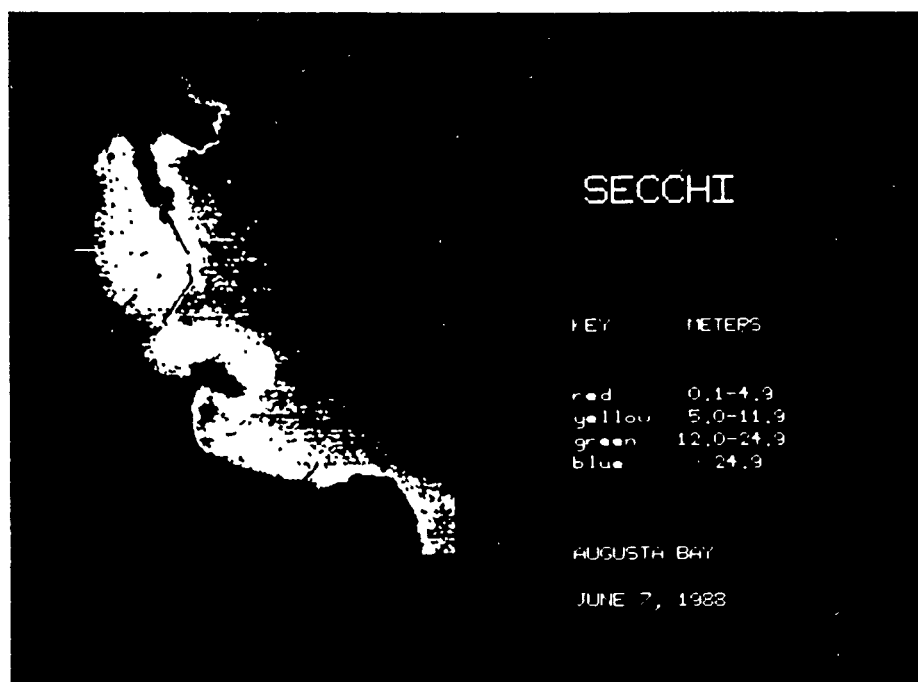 SECCHI
KEY METERS
red 0.1-4.9
yellow 5.0-11.9
green 12.0-24.9
blue 24.9
AUGUSTA BAY
JUNE 7,